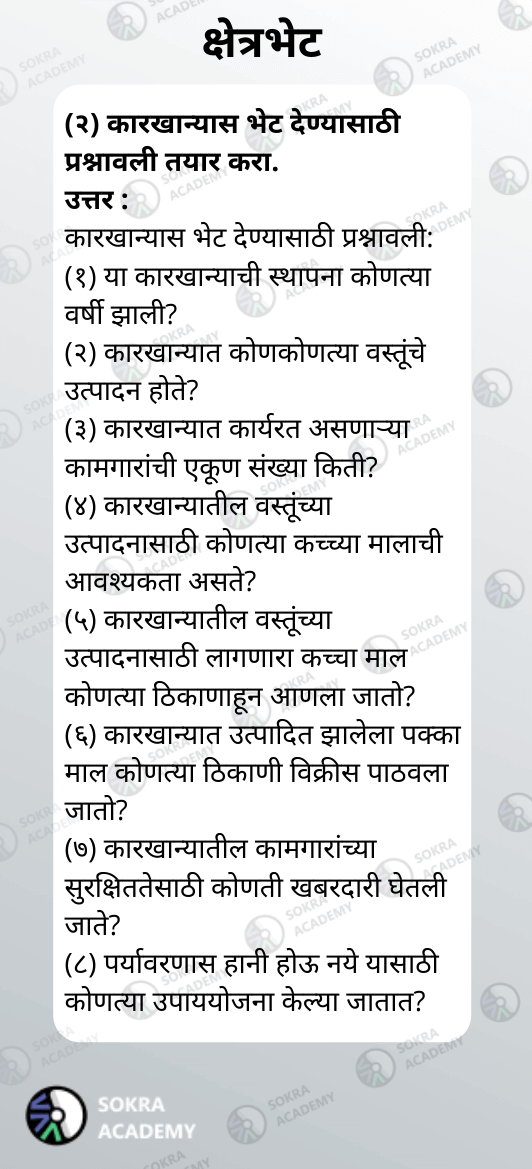 क्षेत्रभेट
(२) कारखान्यास भेट देण्यासाठी
प्रश्नावली तयार करा.
उत्तर :
कारखान्यास भेट देण्यासाठी प्रश्नावली:
(१) या कारखान्याची स्थापना कोणत्या
वर्षी झाली?
(२) कारखान्यात कोणकोणत्या वस्तूंचे
उत्पादन होते?
(३) कारखान्यात कार्यरत असणाऱ्या
कामगारांची एकूण संख्या किती?
(४) कारखान्यातील वस्तूंच्या
उत्पादनासाठी कोणत्या कच्च्या मालाची
आवश्यकता असते?
(५) कारखान्यातील वस्तूंच्या
उत्पादनासाठी लागणारा कच्चा माल
कोणत्या ठिकाणाहून आणला जातो?
(६) कारखान्यात उत्पादित झालेला पक्का
माल कोणत्या ठिकाणी विक्रीस पाठवला
जातो?
(७) कारखान्यातील कामगारांच्या
सुरक्षिततेसाठी कोणती खबरदारी घेतली
जाते?
(८) पर्यावरणास हानी होऊ नये यासाठी
कोणत्या उपाययोजना केल्या जातात?
SOKRA
ACADEMY